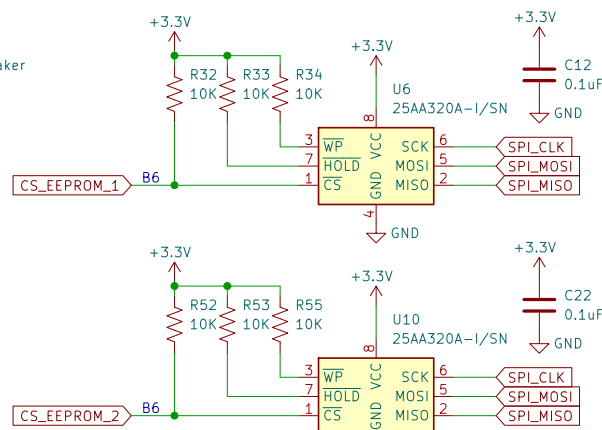 +3.3V
+3.3V
+3.3V
aker
R32
10K
R33
10K
R34
10K
U6
25AA320A-I/SN
C12
0.1uF
GND
8
VCC
3 WP
7 HOLD
1 CS
SCK 6
MOSI 5
MISO 2
GND
4
GND
SPI_CLK
SPI_MOSI
SPI_MISO
CS_EEPROM_1
B6
+3.3V
+3.3V
+3.3V
R52
10K
R53
10K
R55
10K
U10
25AA320A-I/SN
C22
0.1uF
GND
8
VCC
3 WP
7 HOLD
1 CS
SCK 6
MOSI 5
MISO 2
GND
SPI_CLK
SPI_MOSI
SPI_MISO
CS_EEPROM_2
B6